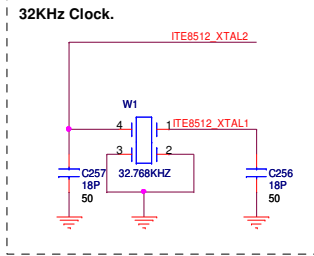 32KHz Clock.
ITE8512_XTAL2
W1
4
1
ITE8512_XTAL1
3
2
C257
18P
50
32.768KHZ
C256
18P
50